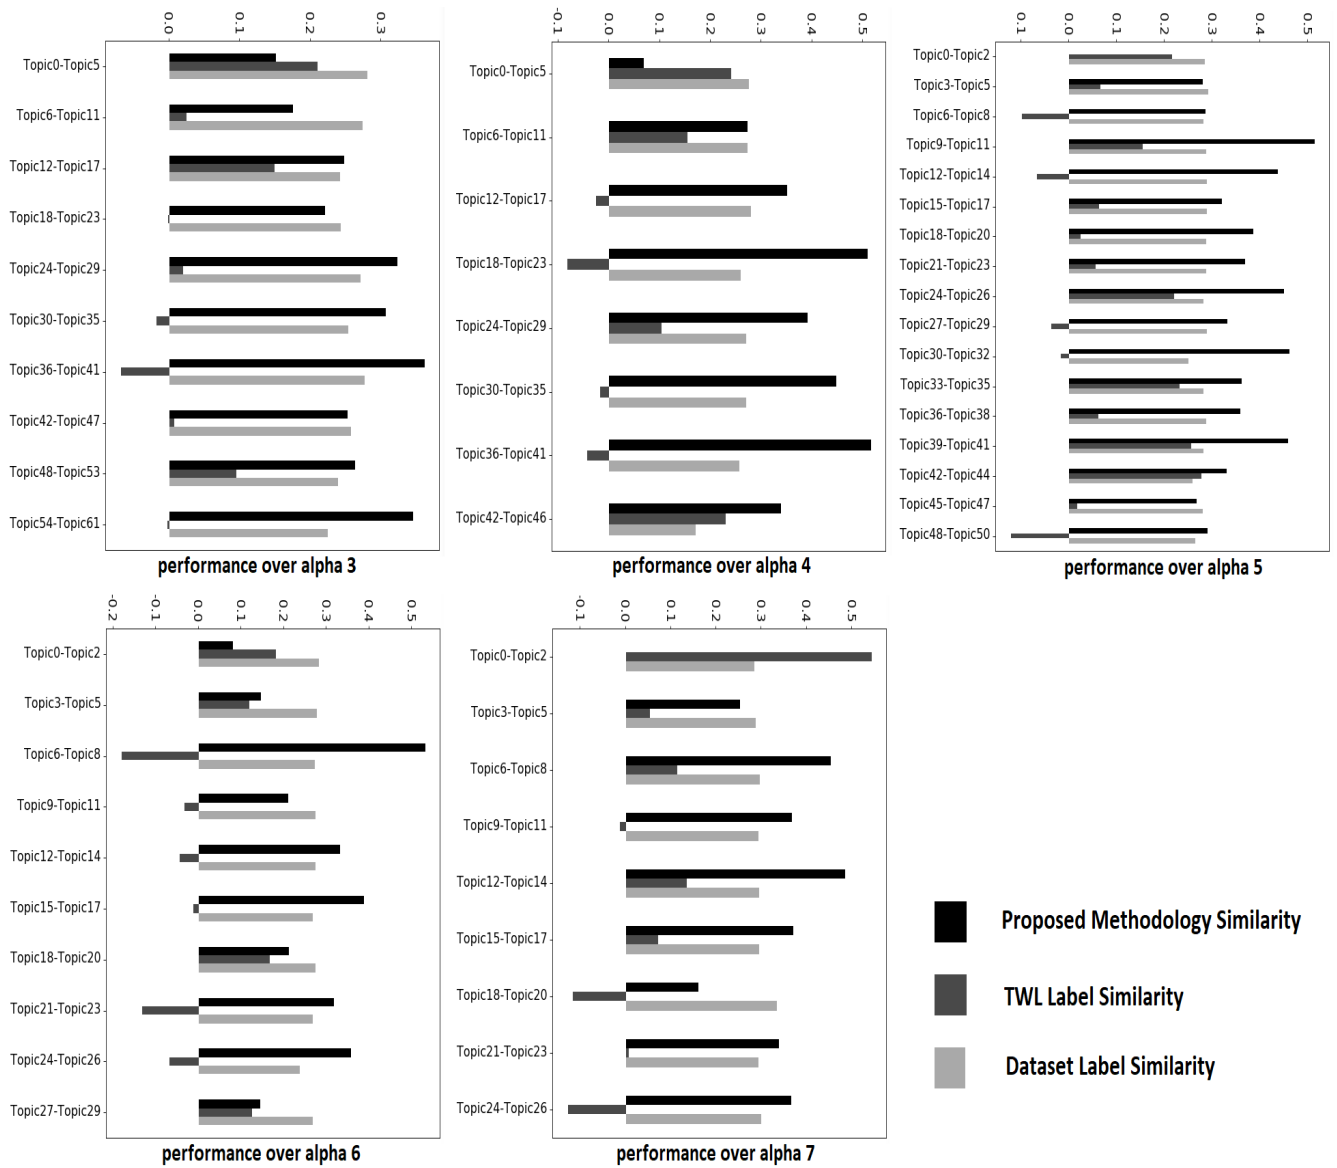 0.0
0.1
0.2
0.3
Topic0-Topic5
Topic6-Topic11
Topic12-Topic17
Topic18-Topic23
Topic24-Topic29
Topic30-Topic35
Topic36-Topic41
Topic42-Topic47
Topic48-Topic53
Topic54-Topic61
performance over alpha 3
-0.1
0.0
0.1
0.2
0.3
0.4
0.5
Topic0-Topic5
Topic6-Topic11
Topic12-Topic17
Topic18-Topic23
Topic24-Topic29
Topic30-Topic35
Topic36-Topic41
Topic42-Topic46
performance over alpha 4
-0.1
0.0
0.1
0.2
0.3
0.4
0.5
Topic0-Topic2
Topic3-Topic5
Topic6-Topic8
Topic9-Topic11
Topic12-Topic14
Topic15-Topic17
Topic18-Topic20
Topic21-Topic23
Topic24-Topic26
Topic27-Topic29
Topic30-Topic32
Topic33-Topic35
Topic36-Topic38
Topic39-Topic41
Topic42-Topic44
Topic45-Topic47
Topic48-Topic50
performance over alpha 5
-0.2
-0.1
0.0
0.1
0.2
0.3
0.4
0.5
Topic0-Topic2
Topic3-Topic5
Topic6-Topic8
Topic9-Topic11
Topic12-Topic14
Topic15-Topic17
Topic18-Topic20
Topic21-Topic23
Topic24-Topic26
Topic27-Topic29
performance over alpha 6
-0.1
0.0
0.1
0.2
0.3
0.4
0.5
Topic0-Topic2
Topic3-Topic5
Topic6-Topic8
Topic9-Topic11
Topic12-Topic14
Topic15-Topic17
Topic18-Topic20
Topic21-Topic23
Topic24-Topic26
performance over alpha 7
Proposed Methodology Similarity
TWL Label Similarity
Dataset Label Similarity